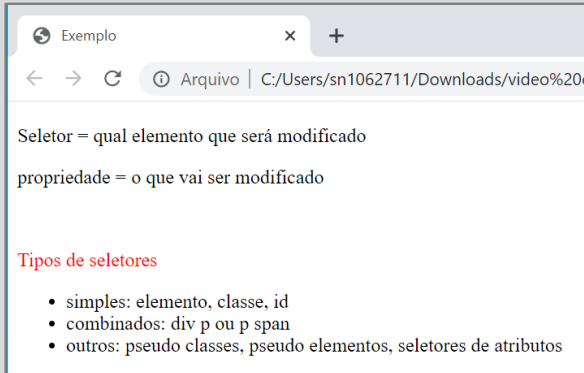 Exemplo
Arquivo | C:/Users/sn1062711/Downloads/video%20
Seletor = qual elemento que será modificado
propriedade = o que vai ser modificado
Tipos de seletores
• simples: elemento, classe, id
• combinados: div p ou p span
• outros: pseudo classes, pseudo elementos, seletores de atributos